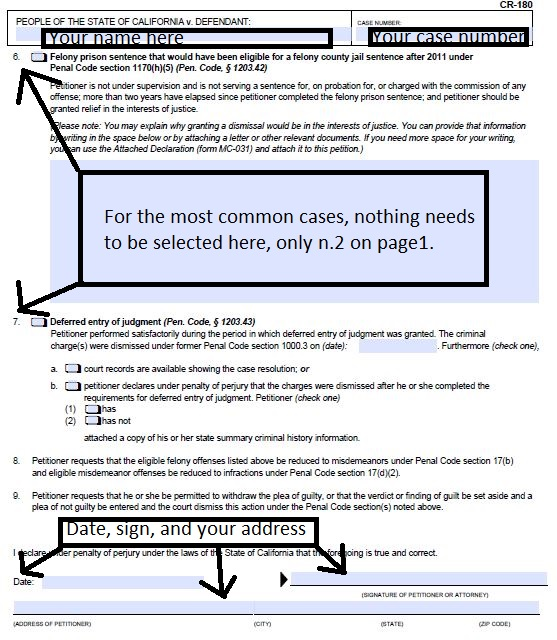 CR-180
PEOPLE OF THE STATE OF CALIFORNIA v. DEFENDANT:
CASE NUMBER:
Your name here
Your case number
6. Felony prison sentence that would have been eligible for a felony county jail sentence after 2011 under
Penal Code section 1170(h)(5) (Pen. Code, § 1203.42)
Petitioner is not under supervision and is not serving a sentence for, on probation for, or charged with the commission of any
offense; more than two years have elapsed since petitioner completed the felony prison sentence; and petitioner should be
granted relief in the interests of justice.
(Please note: You may explain why granting a dismissal would be in the interests of justice. You can provide that information
by writing in the space below or by attaching a letter or other relevant documents. If you need more space for your writing,
you can use the Attached Declaration (form MC-031) and attach it to this petition.)
For the most common cases, nothing needs
to be selected here, only n.2 on page1.
7. Deferred entry of judgment (Pen. Code, § 1203.43)
Petitioner performed satisfactorily during the period in which deferred entry of judgment was granted. The criminal
charge(s) were dismissed under former Penal Code section 1000.3 on (date): . Furthermore (check one),
a. court records are available showing the case resolution; or
b. petitioner declares under penalty of perjury that the charges were dismissed after he or she completed the
requirements for deferred entry of judgment. Petitioner (check one)
(1) has
(2) has not
attached a copy of his or her state summary criminal history information.
8. Petitioner requests that the eligible felony offenses listed above be reduced to misdemeanors under Penal Code section 17(b)
and eligible misdemeanor offenses be reduced to infractions under Penal Code section 17(d)(2).
9. Petitioner requests that he or she be permitted to withdraw the plea of guilty, or that the verdict or finding of guilt be set aside and a
plea of not guilty be entered and the court dismiss this action under the Penal Code section(s) noted above.
Date, sign, and your address
I declare under penalty of perjury under the laws of the State of California that the foregoing is true and correct.
Date:
(SIGNATURE OF PETITIONER OR ATTORNEY)
(ADDRESS OF PETITIONER) (CITY) (STATE) (ZIP CODE)